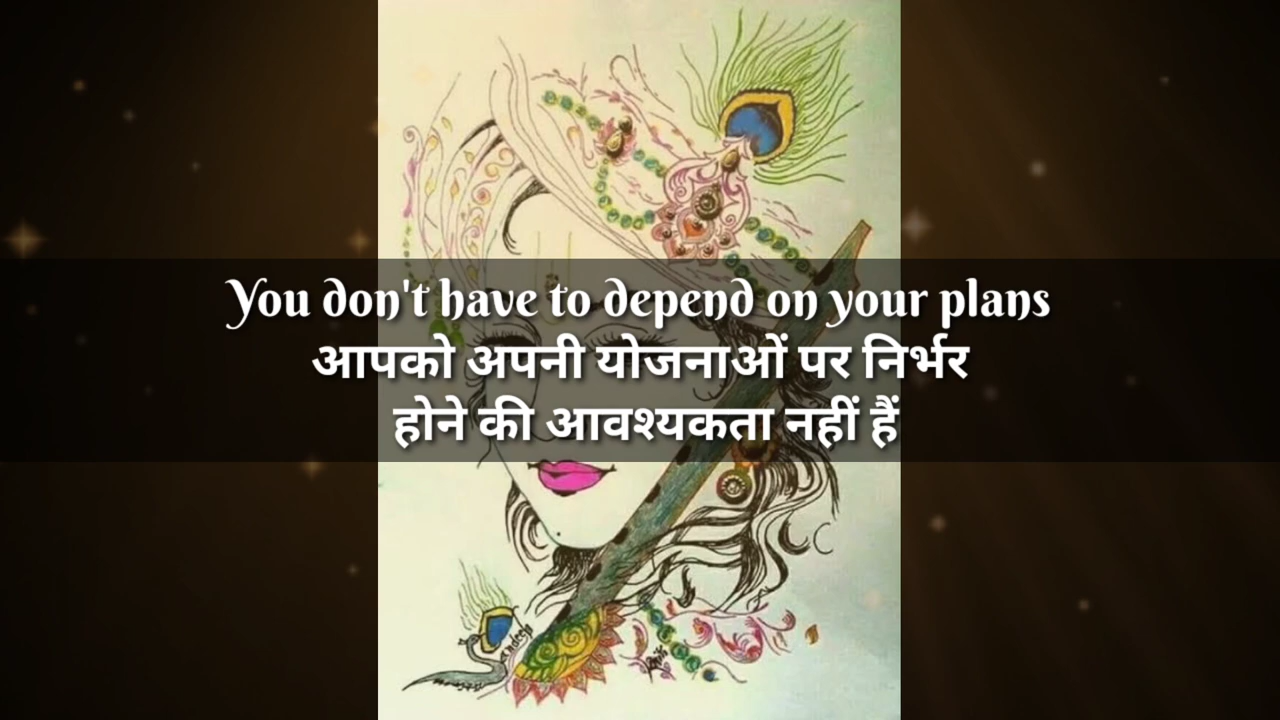 You don't have to depend on your plans
आपको अपनी योजनाओं पर निर्भर
होने की आवश्यकता नहीं हैं